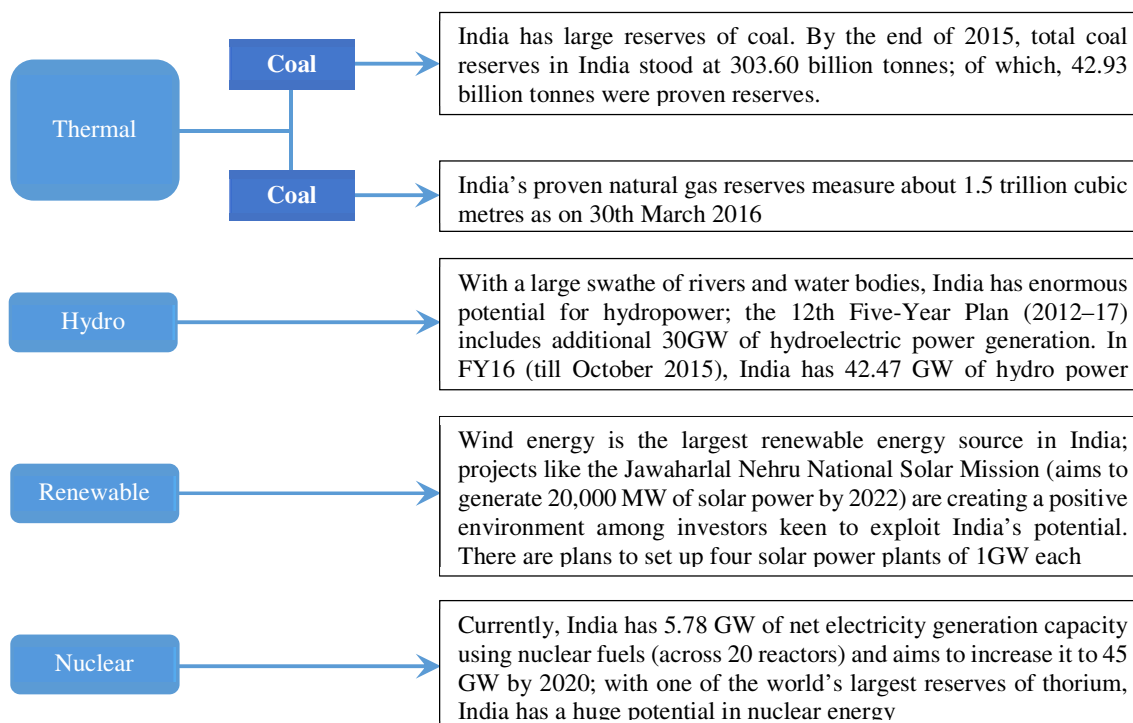 Thermal
Coal
India has large reserves of coal. By the end of 2015, total coal
reserves in India stood at 303.60 billion tonnes; of which, 42.93
billion tonnes were proven reserves.
Coal
India’s proven natural gas reserves measure about 1.5 trillion cubic
metres as on 30th March 2016
Hydro
With a large swathe of rivers and water bodies, India has enormous
potential for hydropower; the 12th Five-Year Plan (2012–17)
includes additional 30GW of hydroelectric power generation. In
FY16 (till October 2015), India has 42.47 GW of hydro power
Renewable
Wind energy is the largest renewable energy source in India;
projects like the Jawaharlal Nehru National Solar Mission (aims to
generate 20,000 MW of solar power by 2022) are creating a positive
environment among investors keen to exploit India’s potential.
There are plans to set up four solar power plants of 1GW each
Nuclear
Currently, India has 5.78 GW of net electricity generation capacity
using nuclear fuels (across 20 reactors) and aims to increase it to 45
GW by 2020; with one of the world’s largest reserves of thorium,
India has a huge potential in nuclear energy